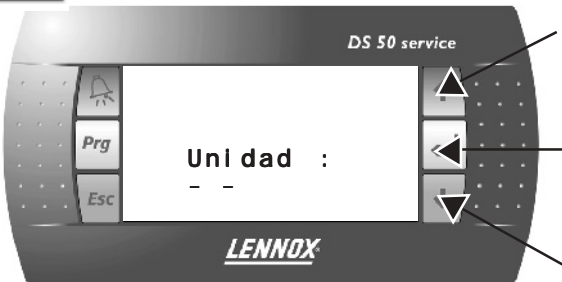 DS 50 service
Prg
Unidad :
- -
Esc
LENNOX